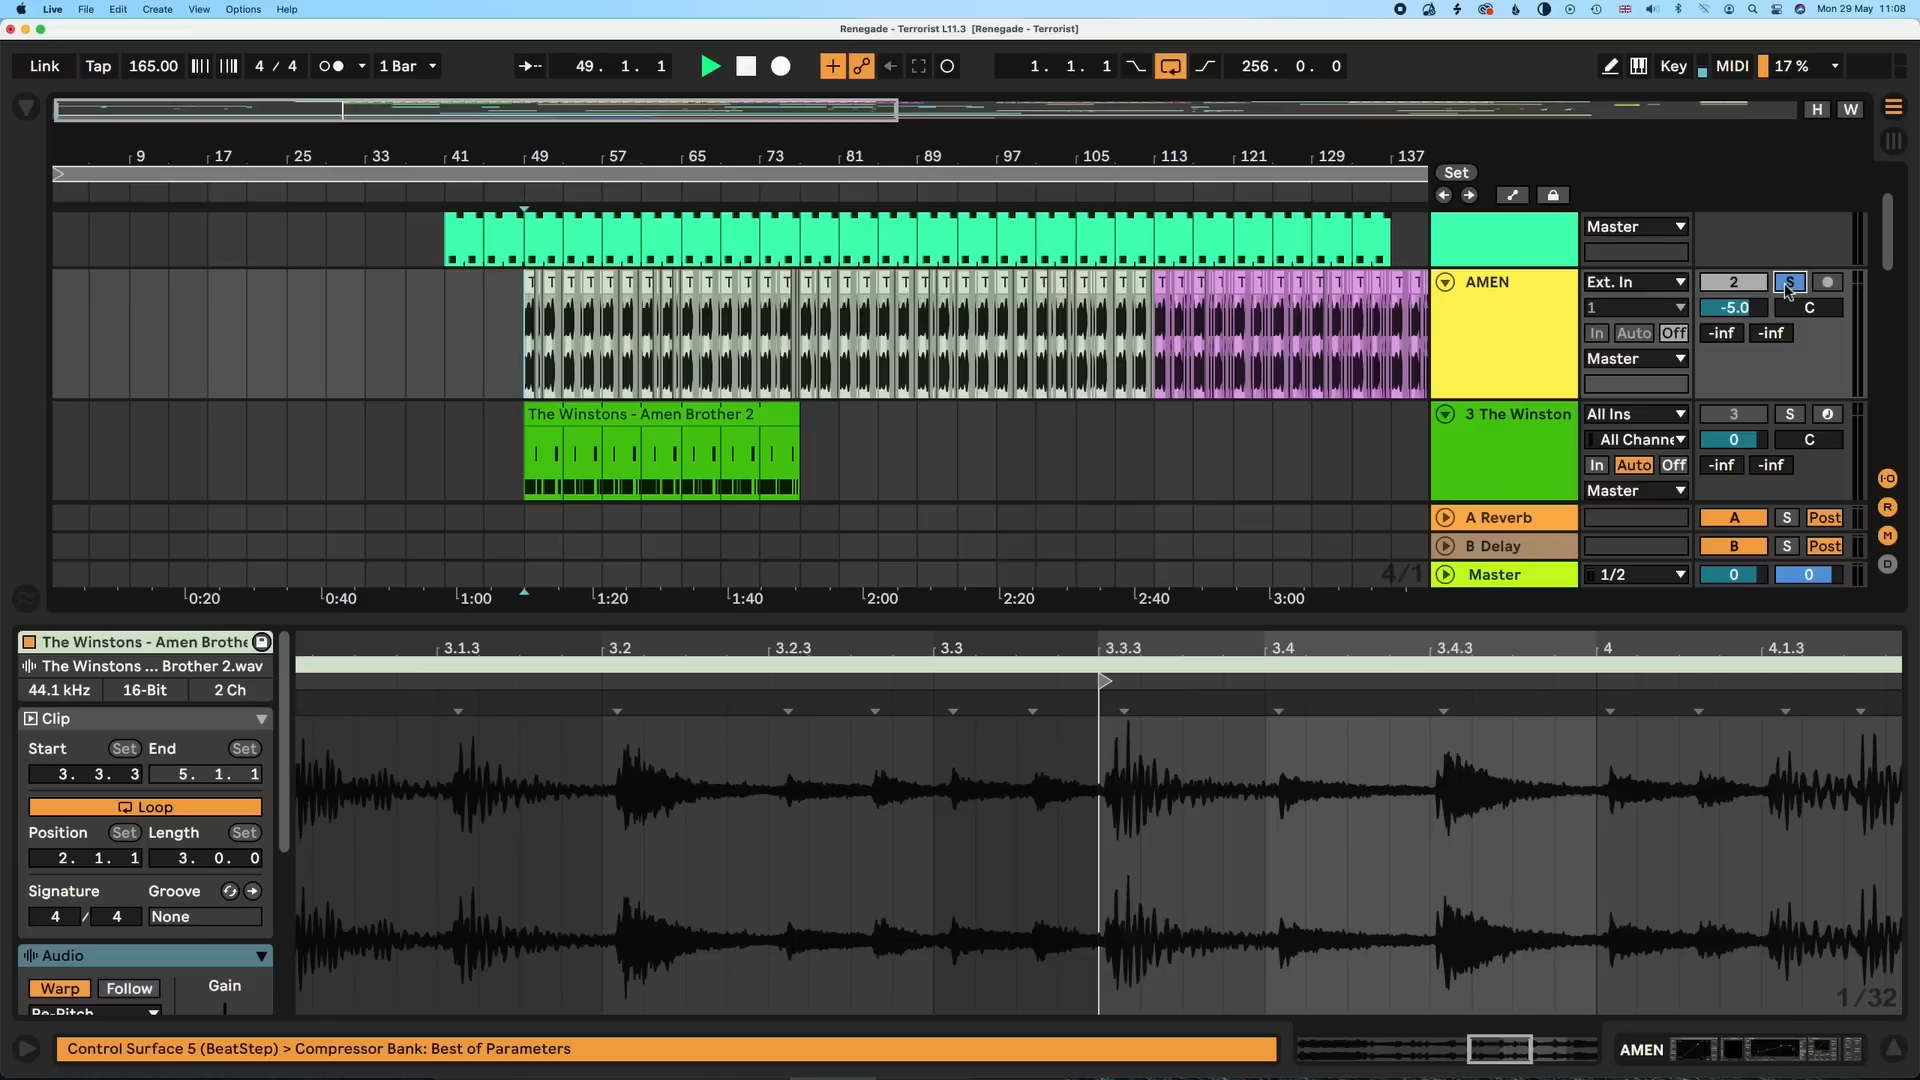 Live File Edit Create View Options Help Mon 29 May 11:08
Renegade - Terrorist L11.3 [Renegade - Terrorist]
Link Tap 165.00 4 / 4 1 Bar 49. 1. 1 1. 1. 1 256. 0. 0 Key MIDI 17 %
H W
9 17 25 33 41 49 57 65 73 81 89 97 105 113 121 129 137
Set
Master
AMEN Ext. In 2 S
1 -5.0 C
In Auto Off -inf -inf
Master
The Winstons - Amen Brother 2 3 The Winston All Ins 3 S
All Channe 0 C
In Auto Off -inf -inf
Master
A Reverb A S Post
B Delay B S Post
4/1 Master 1/2 0 0
0:20 0:40 1:00 1:20 1:40 2:00 2:20 2:40 3:00
The Winstons - Amen Brothe
The Winstons ... Brother 2.wav
44.1 kHz 16-Bit 2 Ch
Clip
Start Set End Set
3. 3. 3 5. 1. 1
Loop
Position Set Length Set
2. 1. 1 3. 0. 0
Signature Groove
4 / 4 None
Audio
Warp Follow Gain
Re-Pitch
3.1.3 3.2 3.2.3 3.3 3.3.3 3.4 3.4.3 4 4.1.3
1/32
Control Surface 5 (BeatStep) > Compressor Bank: Best of Parameters
AMEN
I·O
R
M
D